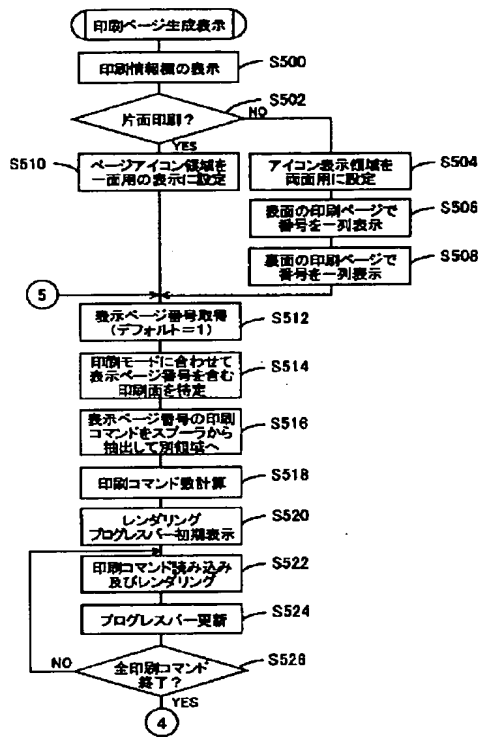 印刷ページ生成表示
印刷情報欄の表示
S500
片面印刷?
S502
NO
YES
S510
ページアイコン領域を
一面用の表示に設定
アイコン表示領域を
両面用に設定
S504
表面の印刷ページで
番号を一列表示
S506
裏面の印刷ページで
番号を一列表示
S508
5
表示ページ番号取得
(デフォルト=1)
S512
印刷モードに合わせて
表示ページ番号を含む
印刷面を特定
S514
表示ページ番号の印刷
コマンドをスプーラから
抽出して別領域へ
S516
印刷コマンド数計算
S518
レンダリング
プログレスバー初期表示
S520
印刷コマンド読み込み
及びレンダリング
S522
プログレスバー更新
S524
NO
全印刷コマンド
終了?
S526
YES
4